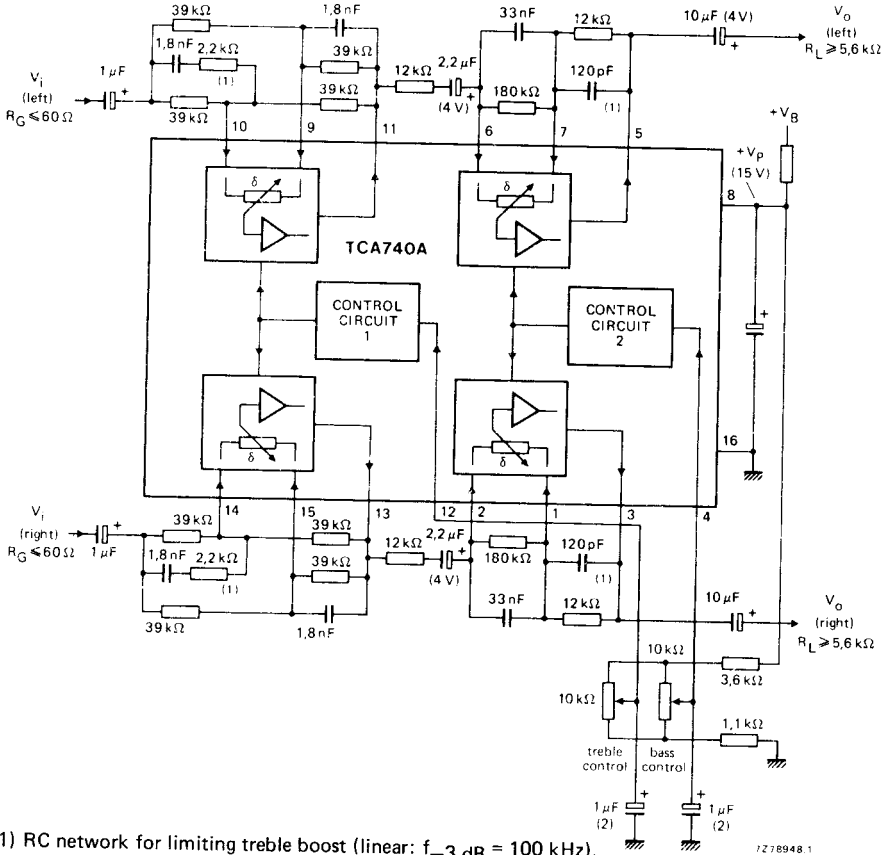 39 kΩ
1,8 nF
33 nF
12 kΩ
10 μF (4V)
Vo
(left)
RL ⩾ 5,6 kΩ
1,8 nF
2,2 kΩ
(1)
39 kΩ
2,2 μF
(4 V)
120 pF
(1)
Vi
(left)
RG ⩽ 60 Ω
1 μF
39 kΩ
39 kΩ
12 kΩ
180 kΩ
+VB
10
9
11
6
7
5
+Vp
(15 V)
8
δ
δ
TCA740A
CONTROL
CIRCUIT
1
CONTROL
CIRCUIT
2
δ
δ
16
14
15
13
12
2
1
3
4
Vi
(right)
RG ⩽ 60 Ω
1 μF
39 kΩ
39 kΩ
12 kΩ
2,2 μF
(4 V)
180 kΩ
120 pF
(1)
1,8 nF
2,2 kΩ
(1)
39 kΩ
33 nF
12 kΩ
10 μF
Vo
(right)
RL ⩾ 5,6 kΩ
39 kΩ
1,8 nF
10 kΩ
3,6 kΩ
10 kΩ
1,1 kΩ
treble
control
bass
control
1 μF
(2)
1 μF
(2)
1) RC network for limiting treble boost (linear: f−3 dB = 100 kHz).
7Z78948.1